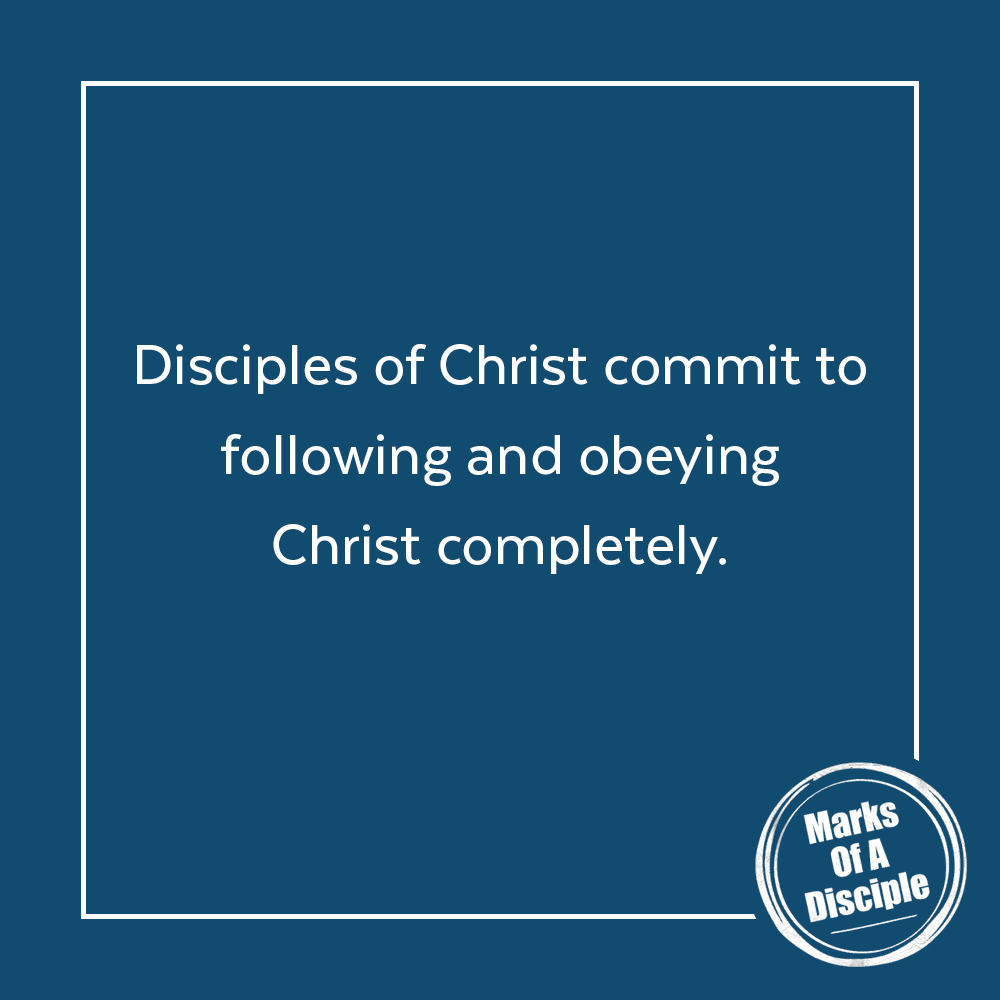 Disciples of Christ commit to
following and obeying
Christ completely.
Marks
Of A
Disciple